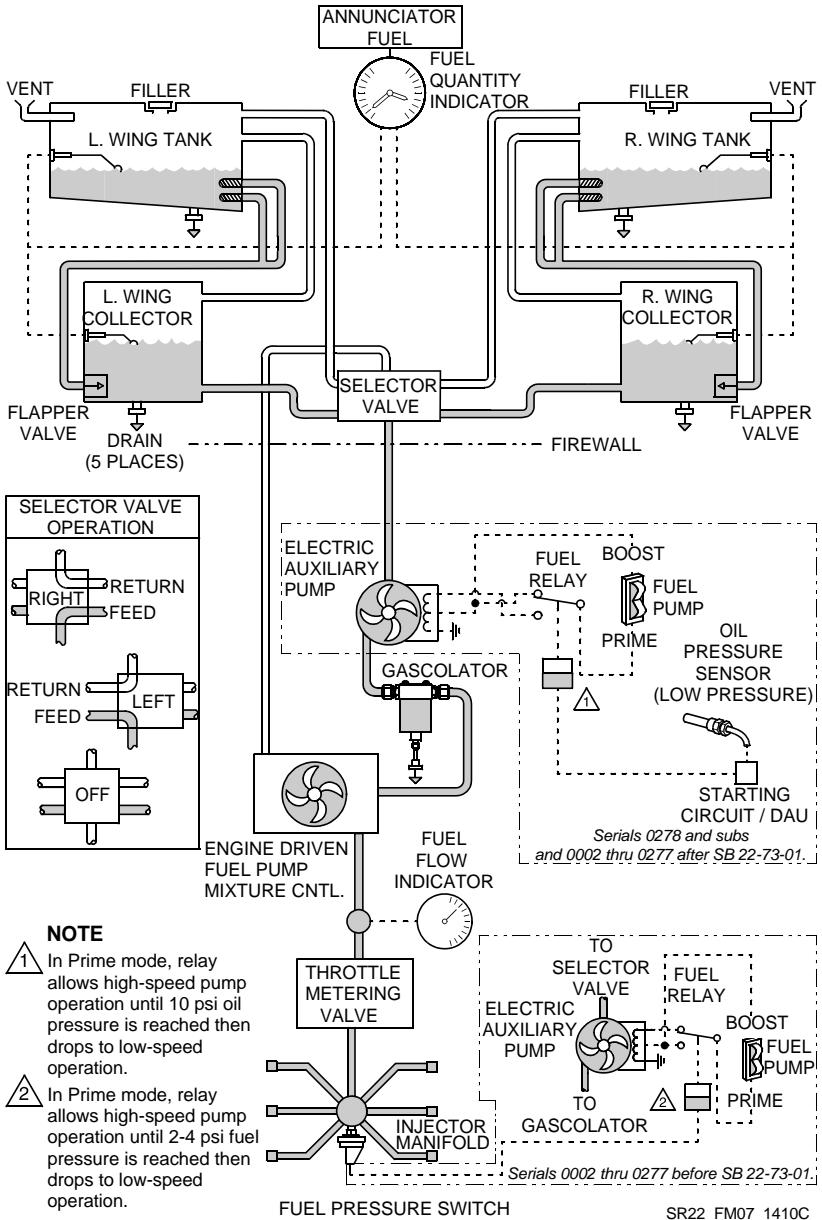 ANNUNCIATOR
FUEL
FUEL
QUANTITY
INDICATOR
VENT
FILLER
L. WING TANK
FILLER
VENT
R. WING TANK
L. WING
COLLECTOR
R. WING
COLLECTOR
SELECTOR
VALVE
FLAPPER
VALVE
DRAIN
(5 PLACES)
FLAPPER
VALVE
FIREWALL
SELECTOR VALVE
OPERATION
RIGHT
RETURN
FEED
RETURN
FEED
LEFT
OFF
ELECTRIC
AUXILIARY
PUMP
FUEL
RELAY
BOOST
FUEL
PUMP
PRIME
1
OIL
PRESSURE
SENSOR
(LOW PRESSURE)
GASCOLATOR
STARTING
CIRCUIT / DAU
Serials 0278 and subs
and 0002 thru 0277 after SB 22-73-01.
ENGINE DRIVEN
FUEL PUMP
MIXTURE CNTL.
FUEL
FLOW
INDICATOR
THROTTLE
METERING
VALVE
INJECTOR
MANIFOLD
FUEL PRESSURE SWITCH
TO
SELECTOR
VALVE
ELECTRIC
AUXILIARY
PUMP
FUEL
RELAY
BOOST
FUEL
PUMP
PRIME
2
TO
GASCOLATOR
Serials 0002 thru 0277 before SB 22-73-01.
NOTE
1 In Prime mode, relay
allows high-speed pump
operation until 10 psi oil
pressure is reached then
drops to low-speed
operation.
2 In Prime mode, relay
allows high-speed pump
operation until 2-4 psi fuel
pressure is reached then
drops to low-speed
operation.
SR22_FM07_1410C